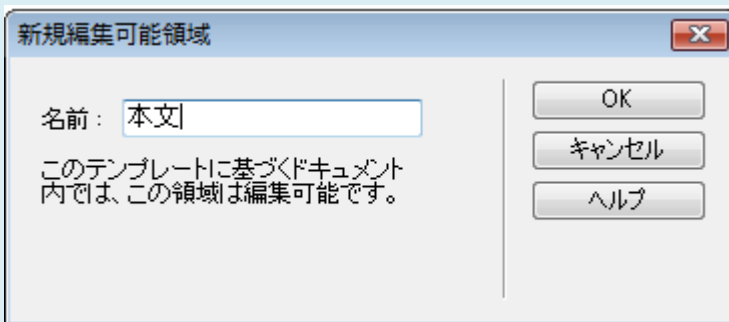 新規編集可能領域
名前：本文
OK
キャンセル
ヘルプ
このテンプレートに基づくドキュメント
内では、この領域は編集可能です。